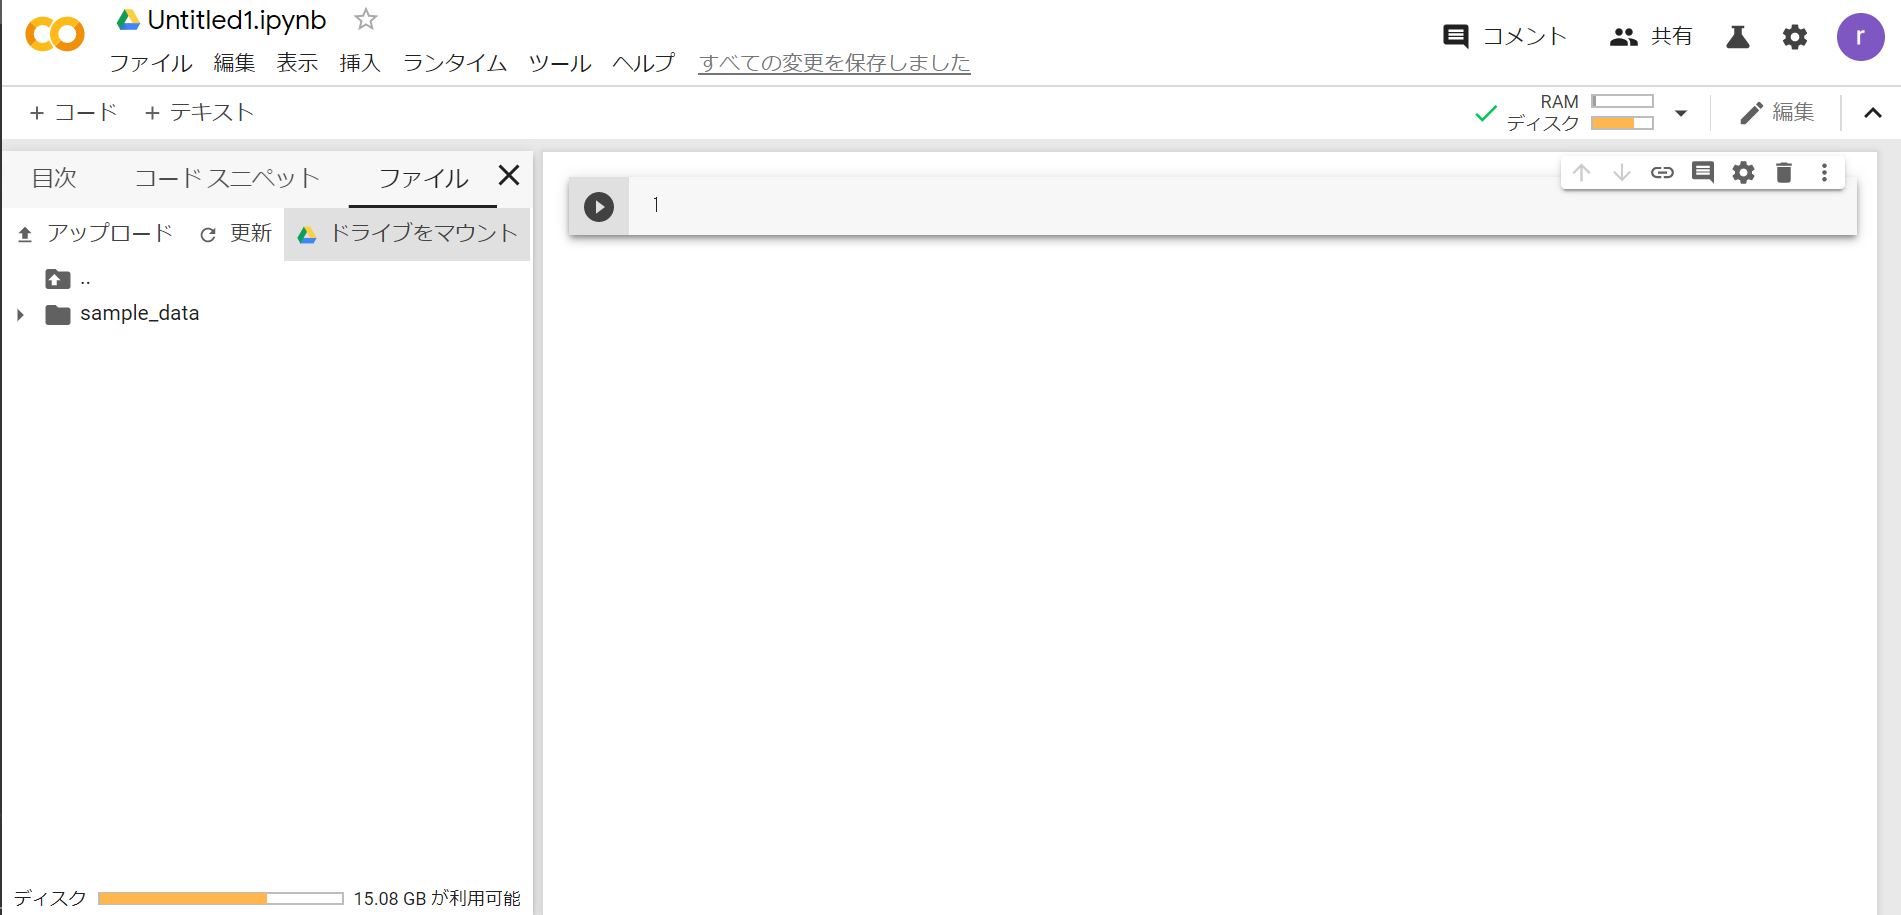 Untitled1.ipynb
ファイル 編集 表示 挿入 ランタイム ツール ヘルプ すべての変更を保存しました
コメント 共有 r
+ コード + テキスト
RAM
ディスク
編集
目次 コード スニペット ファイル
アップロード 更新 ドライブをマウント
..
sample_data
1
ディスク 15.08 GB が利用可能